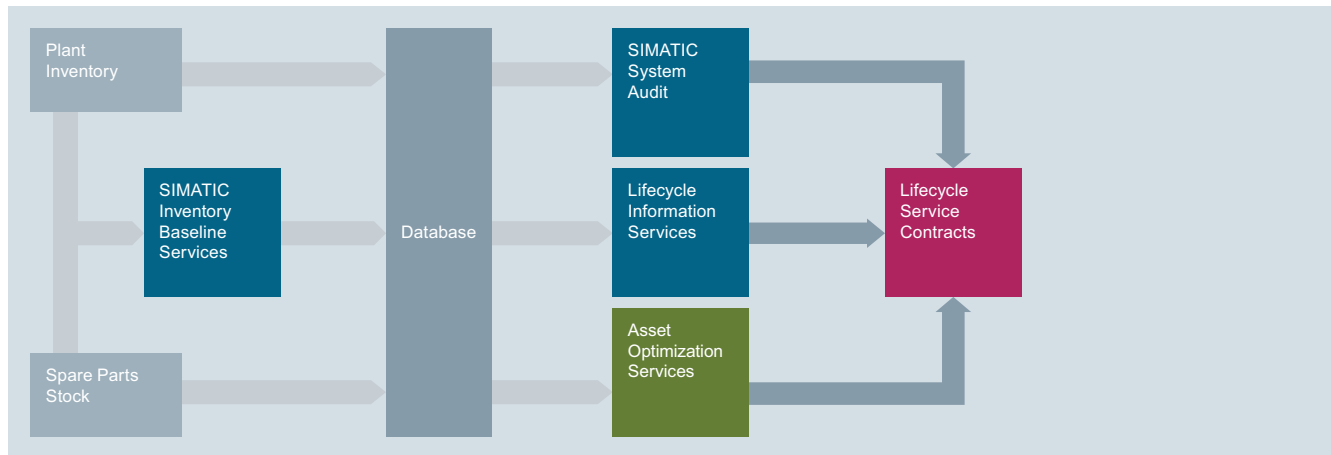 Plant
Inventory
SIMATIC
System
Audit
SIMATIC
Inventory
Baseline
Services
Database
Lifecycle
Information
Services
Lifecycle
Service
Contracts
Spare Parts
Stock
Asset
Optimization
Services